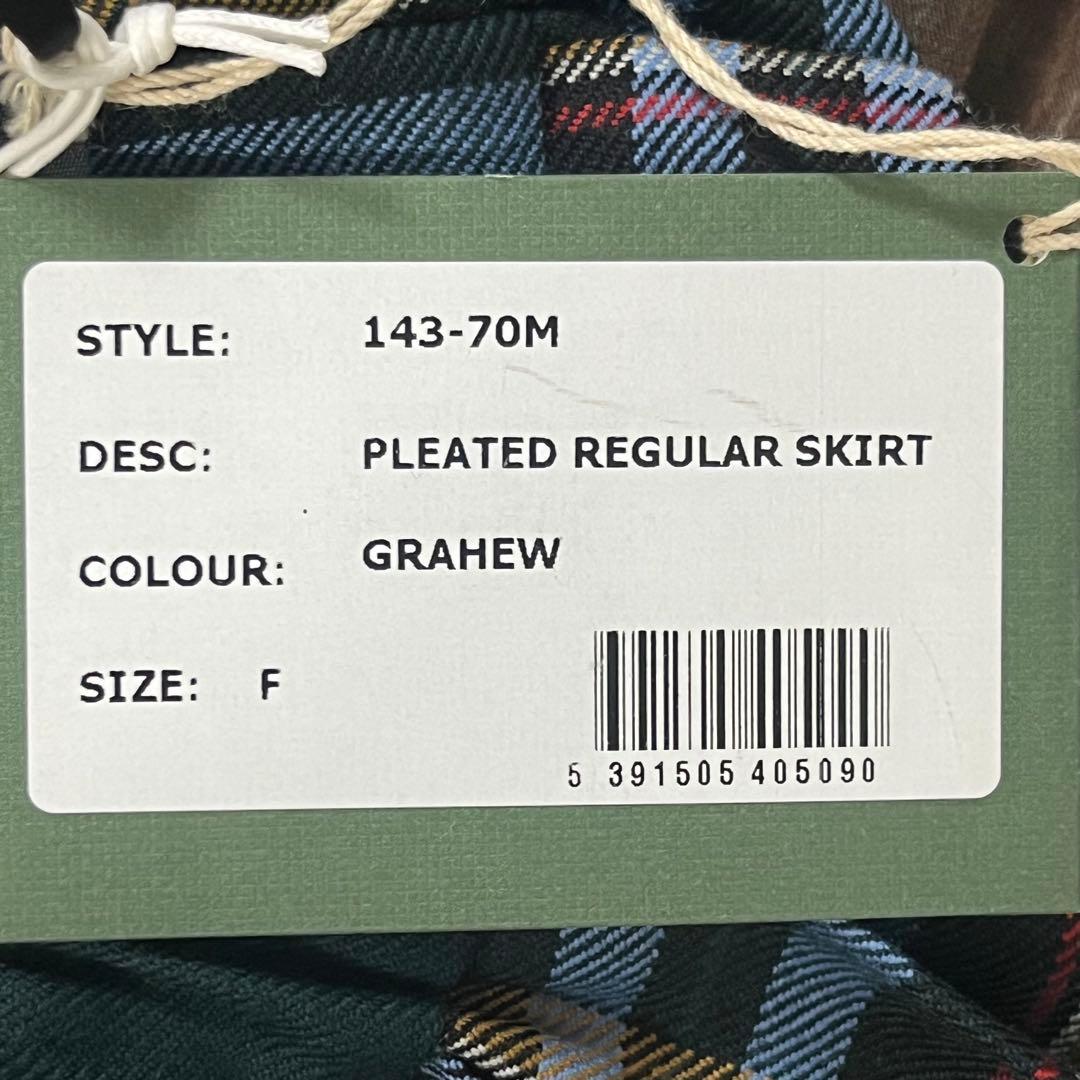 STYLE: 143-70M
DESC: PLEATED REGULAR SKIRT
COLOUR: GRAHEW
SIZE: F
5 391505 405090